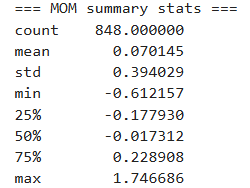 === MOM summary stats ===
count    848.000000
mean       0.070145
std        0.394029
min       -0.612157
25%       -0.177930
50%       -0.017312
75%        0.228908
max        1.746686